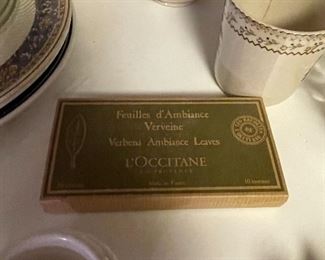 Feuilles d'Ambiance
Verveine
Verbena Ambiance Leaves
L'OCCITANE
EN PROVENCE
Made in France